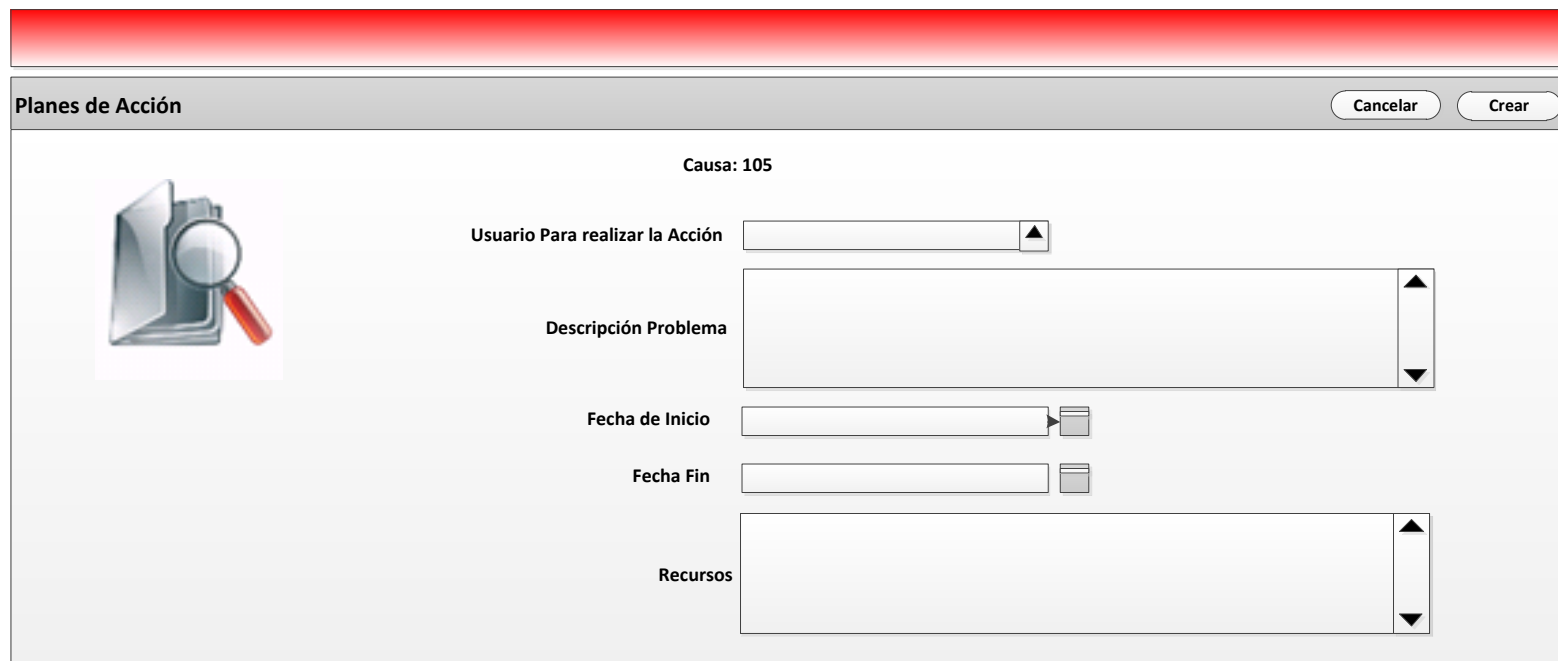 Planes de Acción
Cancelar
Crear
Causa: 105
Usuario Para realizar la Acción
Descripción Problema
Fecha de Inicio
Fecha Fin
Recursos